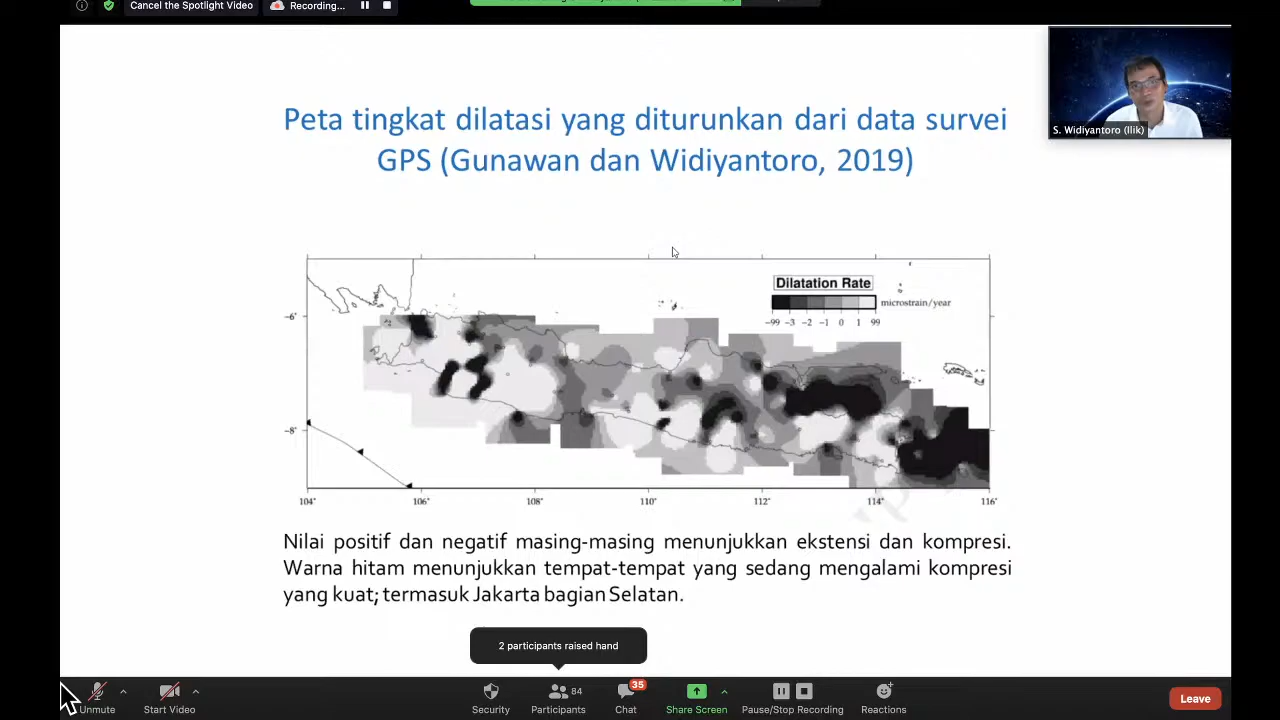 Cancel the Spotlight Video
Recording...
S. Widiyantoro (Ilik)
Peta tingkat dilatasi yang diturunkan dari data survei
GPS (Gunawan dan Widiyantoro, 2019)
Dilatation Rate
microstrain/year
-99 -3 -2 -1 0 1 99
-6°
-8°
104° 106° 108° 110° 112° 114° 116°
Nilai positif dan negatif masing-masing menunjukkan ekstensi dan kompresi.
Warna hitam menunjukkan tempat-tempat yang sedang mengalami kompresi
yang kuat; termasuk Jakarta bagian Selatan.
2 participants raised hand
84
35
Unmute Start Video Security Participants Chat Share Screen Pause/Stop Recording Reactions
Leave